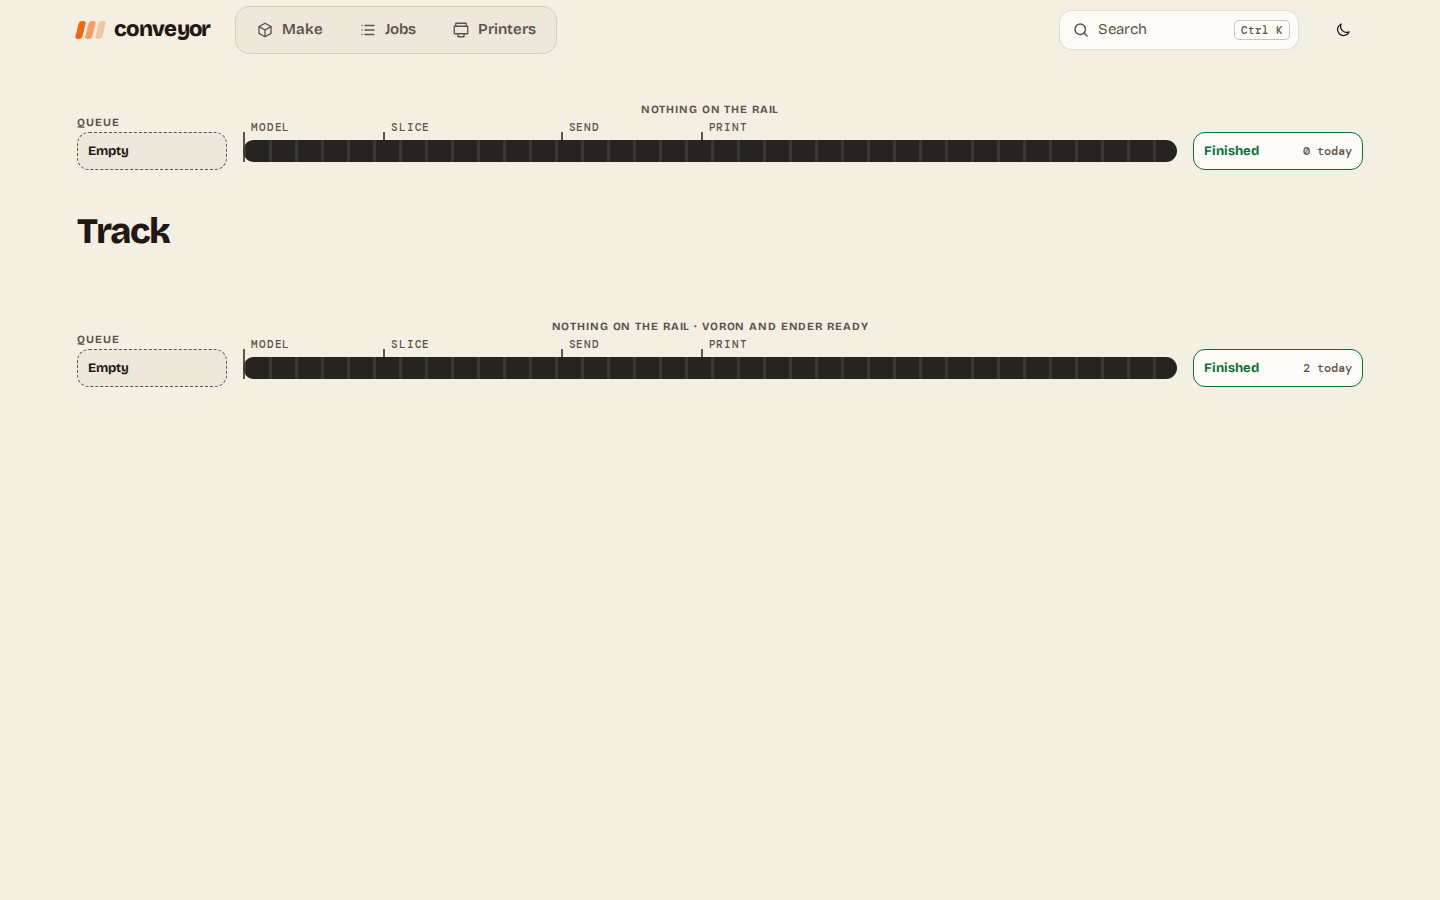 conveyor
Make
Jobs
Printers
Search
Ctrl K
NOTHING ON THE RAIL
QUEUE
MODEL
SLICE
SEND
PRINT
Empty
Finished
0 today
Track
NOTHING ON THE RAIL · VORON AND ENDER READY
QUEUE
MODEL
SLICE
SEND
PRINT
Empty
Finished
2 today